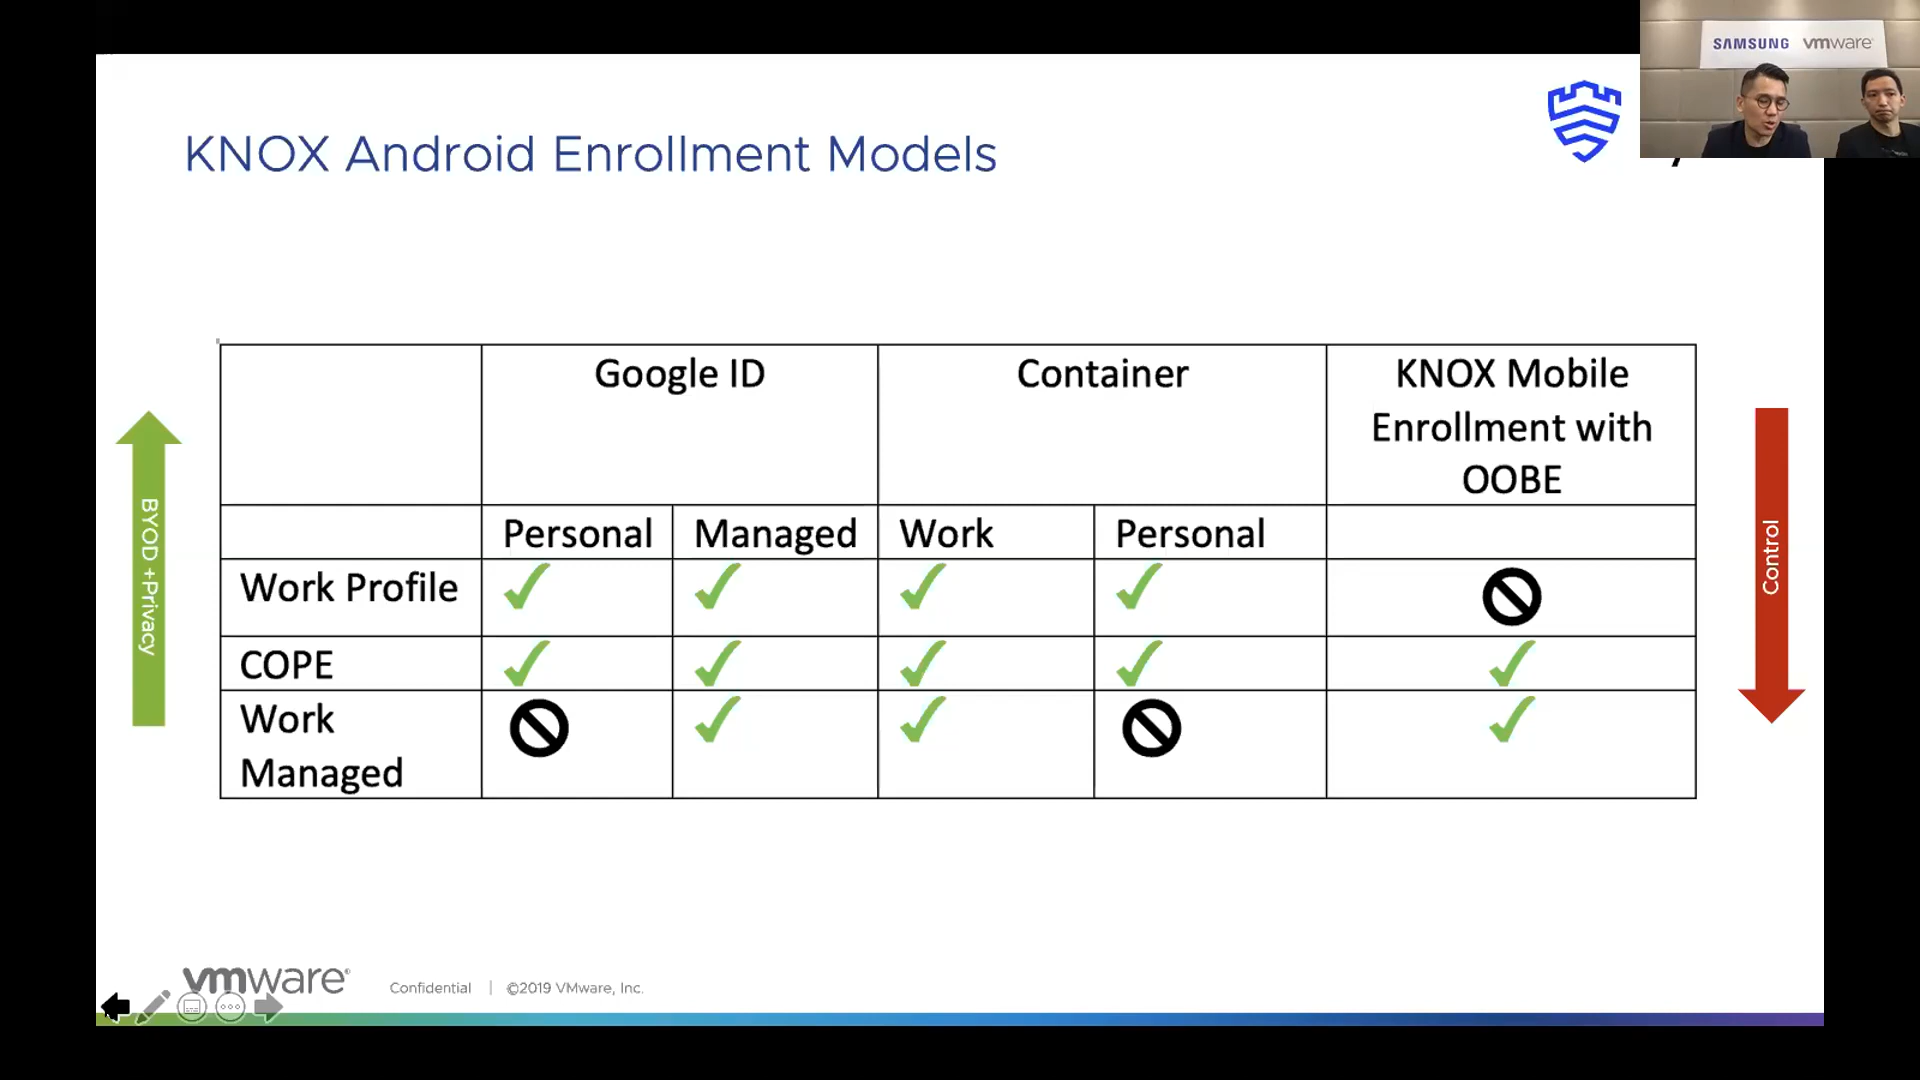 SAMSUNG vmware
KNOX Android Enrollment Models
Google ID
Container
KNOX Mobile
Enrollment with
OOBE
Personal
Managed
Work
Personal
Work Profile
COPE
Work
Managed
BYOD +Privacy
Control
vmware
Confidential | ©2019 VMware, Inc.